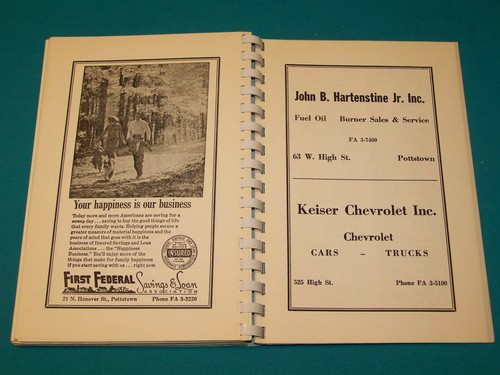 Your happiness is our business
Today more and more Americans are saving for a
sunny day . . . saving to buy the good things of life
that every family wants. Helping people secure a
greater measure of material happiness and the
peace of mind that goes with it is the
business of Insured Savings and Loan
Associations . . . the "Happiness
Business." You'll enjoy more of the
things that make for family happiness
if you start saving with us . . . right now.
INSURED
FIRST FEDERAL
Savings & Loan
ASSOCIATION
21 N. Hanover St., Pottstown Phone FA 3-3220
John B. Hartenstine Jr. Inc.
Fuel Oil Burner Sales & Service
FA 3-7400
63 W. High St. Pottstown
Keiser Chevrolet Inc.
Chevrolet
CARS – TRUCKS
525 High St. Phone FA 2-5100